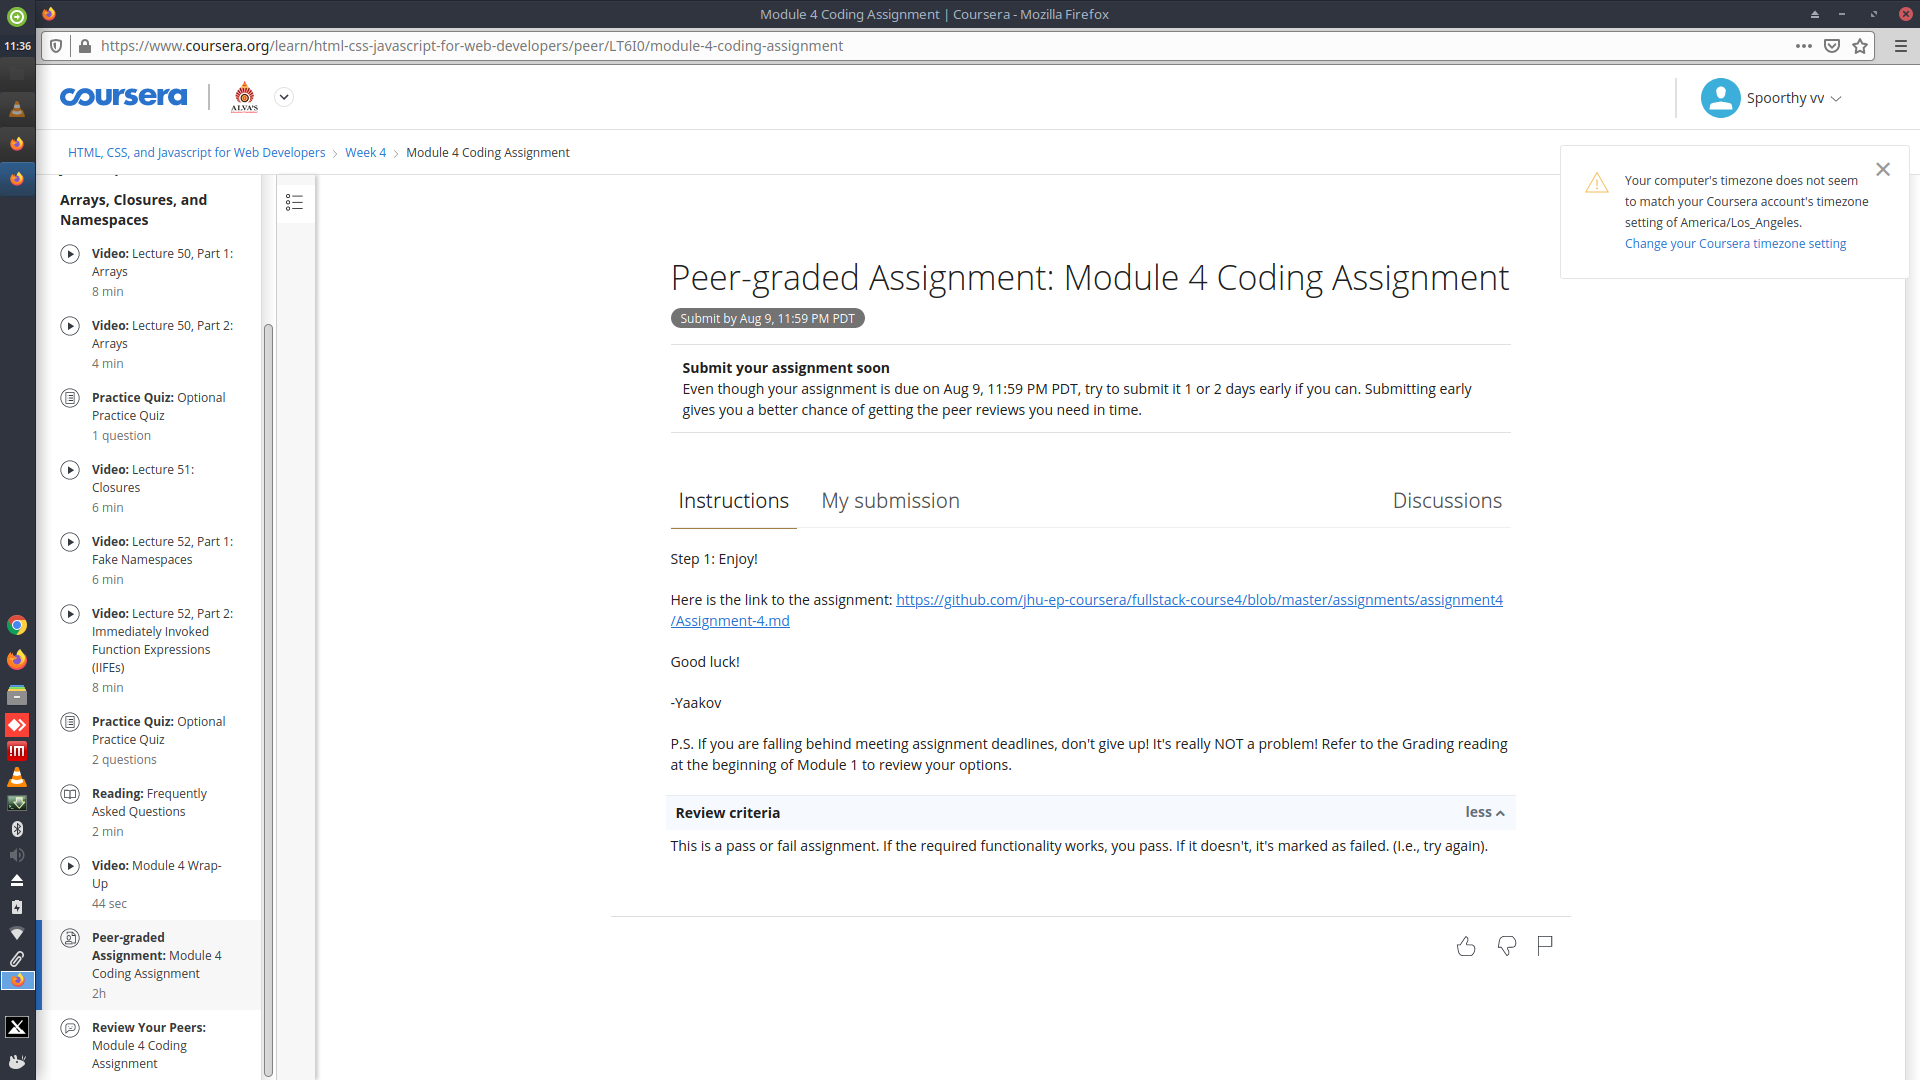 Module 4 Coding Assignment | Coursera - Mozilla Firefox
11:36
https://www.coursera.org/learn/html-css-javascript-for-web-developers/peer/LT6I0/module-4-coding-assignment
coursera
ALVA'S
Spoorthy vv
HTML, CSS, and Javascript for Web Developers > Week 4 > Module 4 Coding Assignment
Your computer's timezone does not seem
to match your Coursera account's timezone
setting of America/Los_Angeles.
Change your Coursera timezone setting
Arrays, Closures, and
Namespaces
Video: Lecture 50, Part 1:
Arrays
8 min
Video: Lecture 50, Part 2:
Arrays
4 min
Practice Quiz: Optional
Practice Quiz
1 question
Video: Lecture 51:
Closures
6 min
Video: Lecture 52, Part 1:
Fake Namespaces
6 min
Video: Lecture 52, Part 2:
Immediately Invoked
Function Expressions
(IIFEs)
8 min
Practice Quiz: Optional
Practice Quiz
2 questions
Reading: Frequently
Asked Questions
2 min
Video: Module 4 Wrap-
Up
44 sec
Peer-graded
Assignment: Module 4
Coding Assignment
2h
Review Your Peers:
Module 4 Coding
Assignment
Peer-graded Assignment: Module 4 Coding Assignment
Submit by Aug 9, 11:59 PM PDT
Submit your assignment soon
Even though your assignment is due on Aug 9, 11:59 PM PDT, try to submit it 1 or 2 days early if you can. Submitting early
gives you a better chance of getting the peer reviews you need in time.
Instructions My submission Discussions
Step 1: Enjoy!
Here is the link to the assignment: https://github.com/jhu-ep-coursera/fullstack-course4/blob/master/assignments/assignment4
/Assignment-4.md
Good luck!
-Yaakov
P.S. If you are falling behind meeting assignment deadlines, don't give up! It's really NOT a problem! Refer to the Grading reading
at the beginning of Module 1 to review your options.
Review criteria less
This is a pass or fail assignment. If the required functionality works, you pass. If it doesn't, it's marked as failed. (I.e., try again).